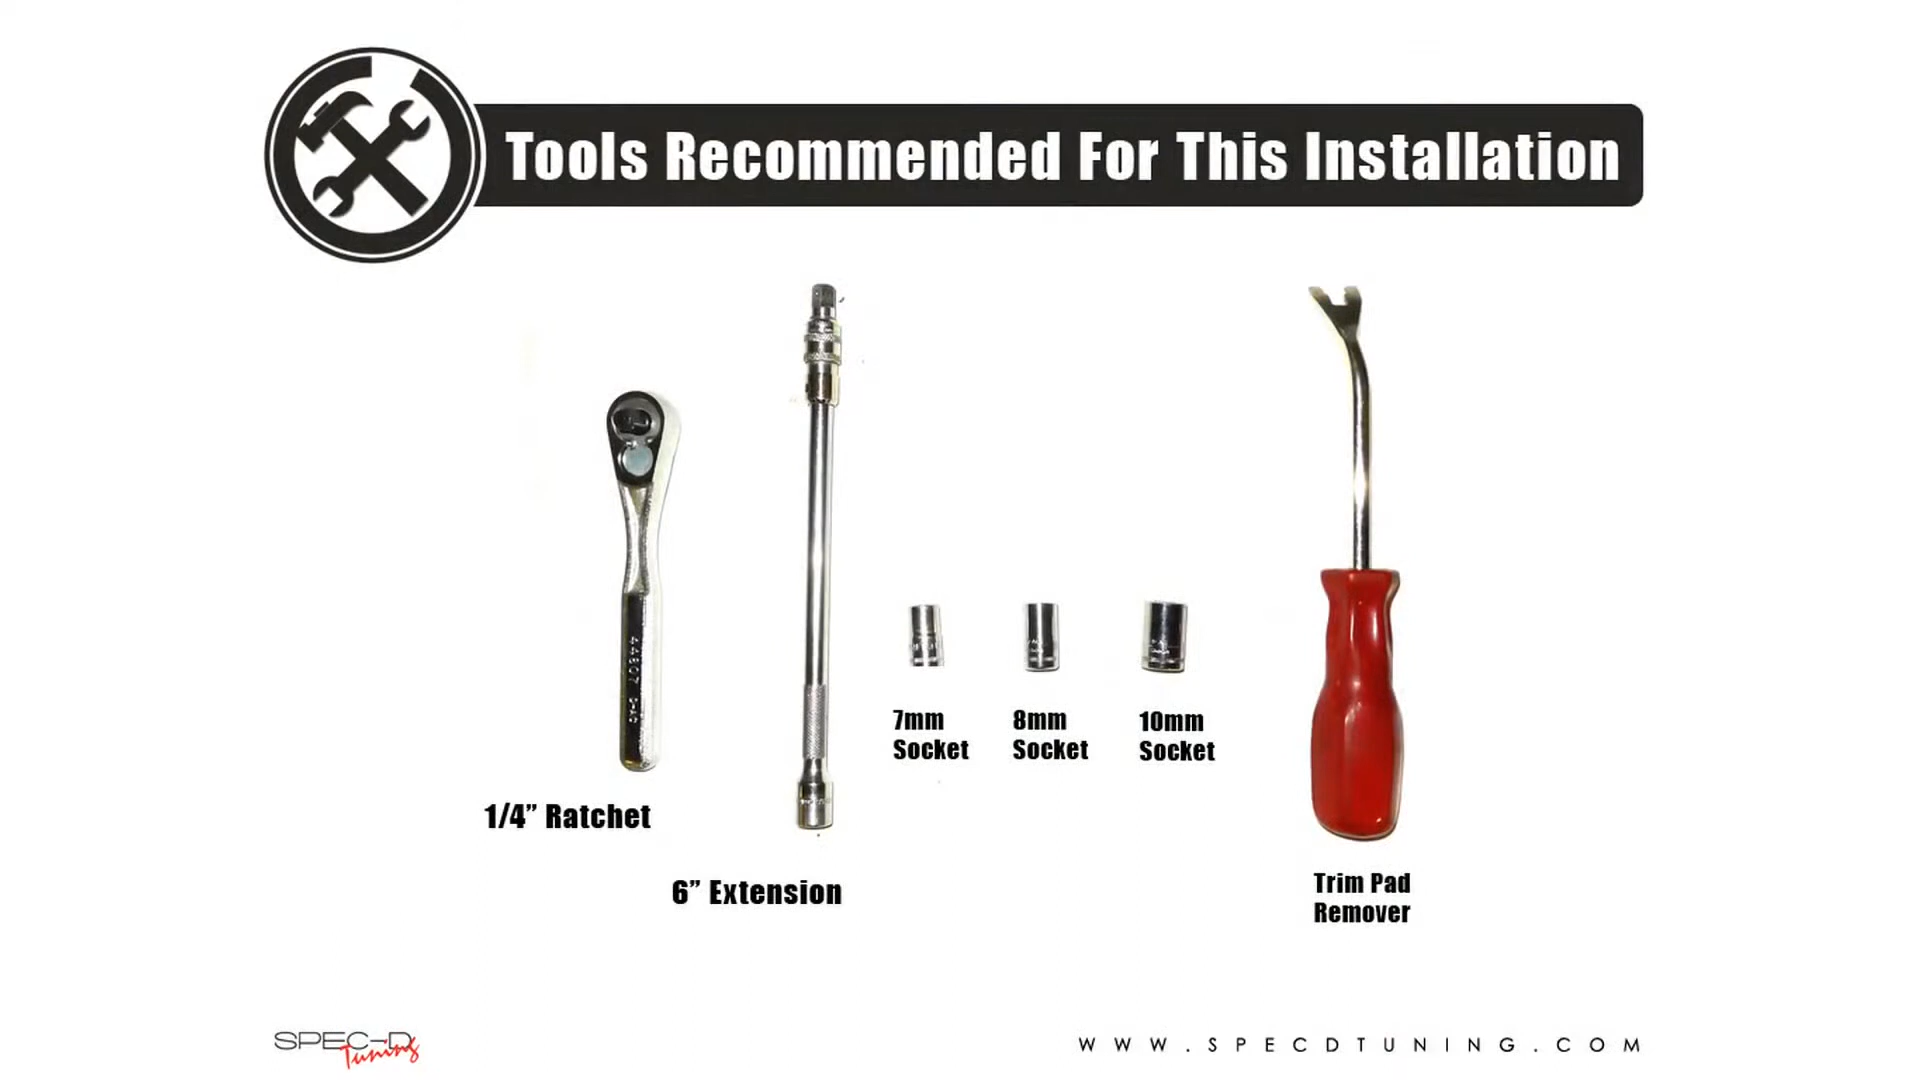 Tools Recommended For This Installation
7mm
Socket
8mm
Socket
10mm
Socket
1/4” Ratchet
6” Extension
Trim Pad
Remover
SPEC-D
Tuning
WWW.SPECDTUNING.COM